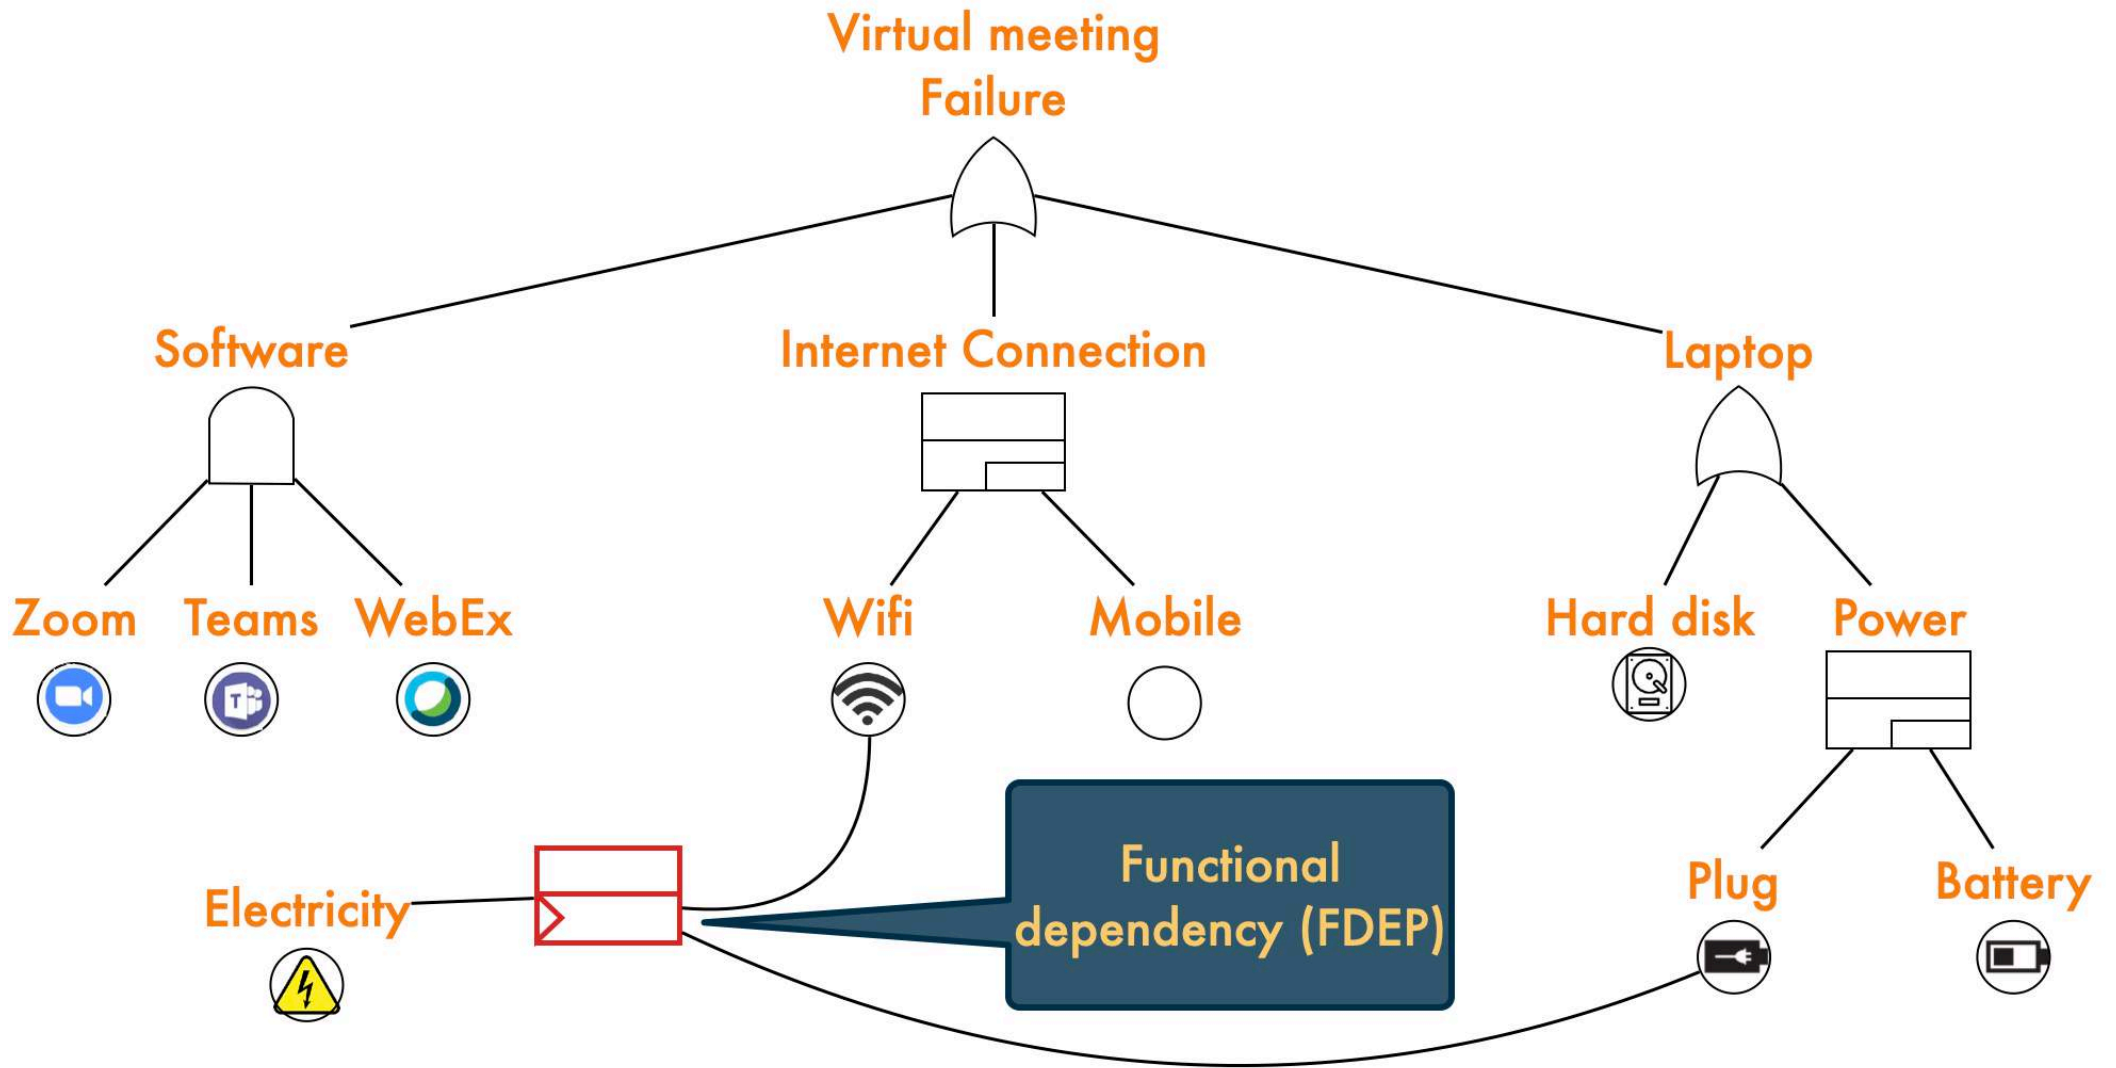 Virtual meeting
Failure
Software
Internet Connection
Laptop
Zoom
Teams
WebEx
Wifi
Mobile
Hard disk
Power
T
Functional
dependency (FDEP)
Electricity
Plug
Battery